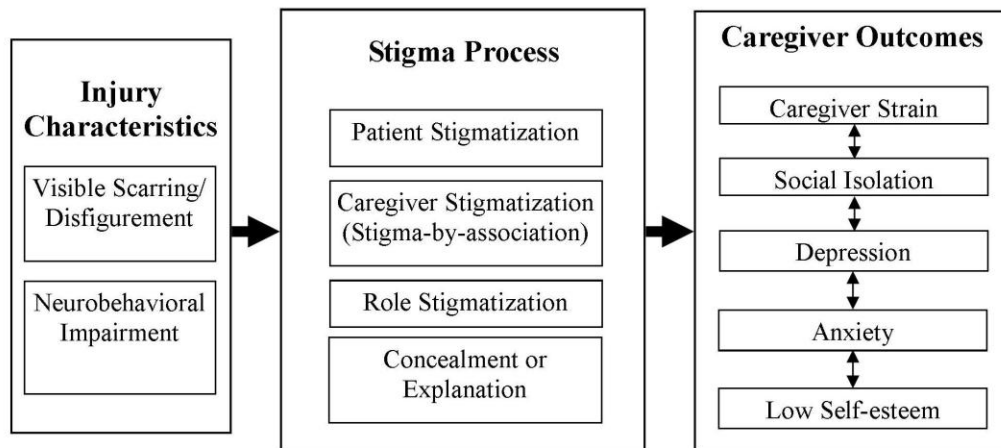 Injury
Characteristics
Visible Scarring/
Disfigurement
Neurobehavioral
Impairment
Stigma Process
Patient Stigmatization
Caregiver Stigmatization
(Stigma-by-association)
Role Stigmatization
Concealment or
Explanation
Caregiver Outcomes
Caregiver Strain
Social Isolation
Depression
Anxiety
Low Self-esteem